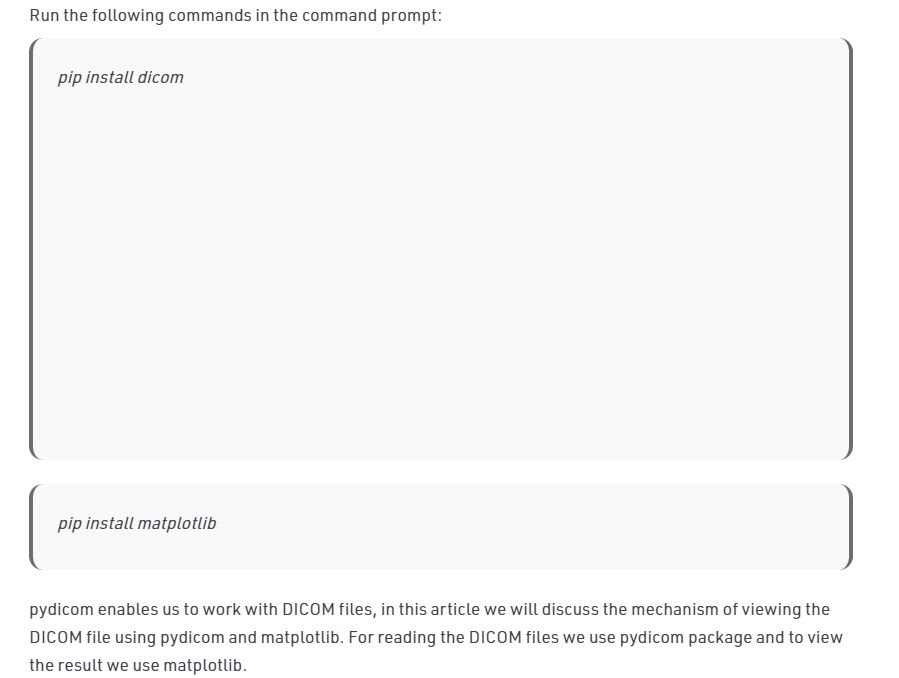 Run the following commands in the command prompt:
pip install dicom
pip install matplotlib
pydicom enables us to work with DICOM files, in this article we will discuss the mechanism of viewing the
DICOM file using pydicom and matplotlib. For reading the DICOM files we use pydicom package and to view
the result we use matplotlib.